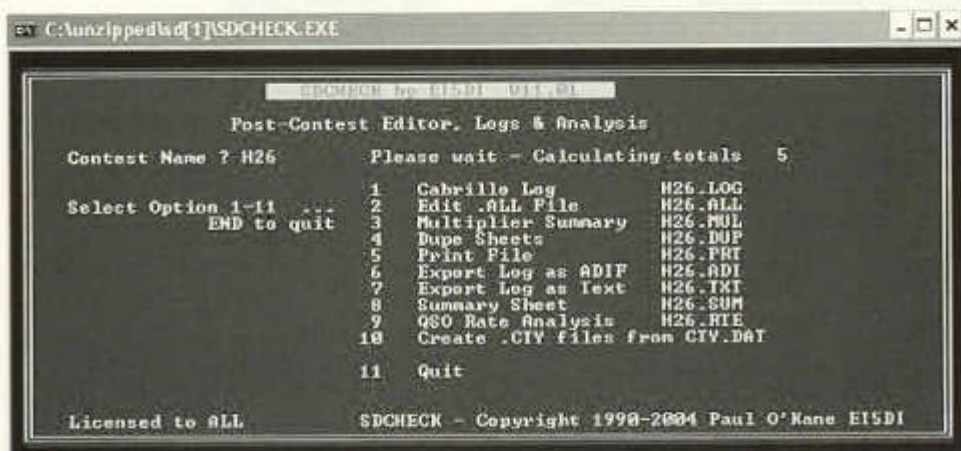 C:\unzipped\sd[1]\SDCHECK.EXE
SDCHECK by EI5DI V11.01
Post-Contest Editor, Logs & Analysis
Contest Name ? H26 Please wait - Calculating totals 5
1 Cabrillo Log H26.LOG
Select Option 1-11 ... 2 Edit .ALL File H26.ALL
END to quit 3 Multiplier Summary H26.MUL
4 Dupe Sheets H26.DUP
5 Print File H26.PRT
6 Export Log as ADIF H26.ADI
7 Export Log as Text H26.TXT
8 Summary Sheet H26.SUM
9 QSO Rate Analysis H26.RTE
10 Create .CTY files from CTY.DAT
11 Quit
Licensed to ALL SDCHECK - Copyright 1990-2004 Paul O'Kane EI5DI